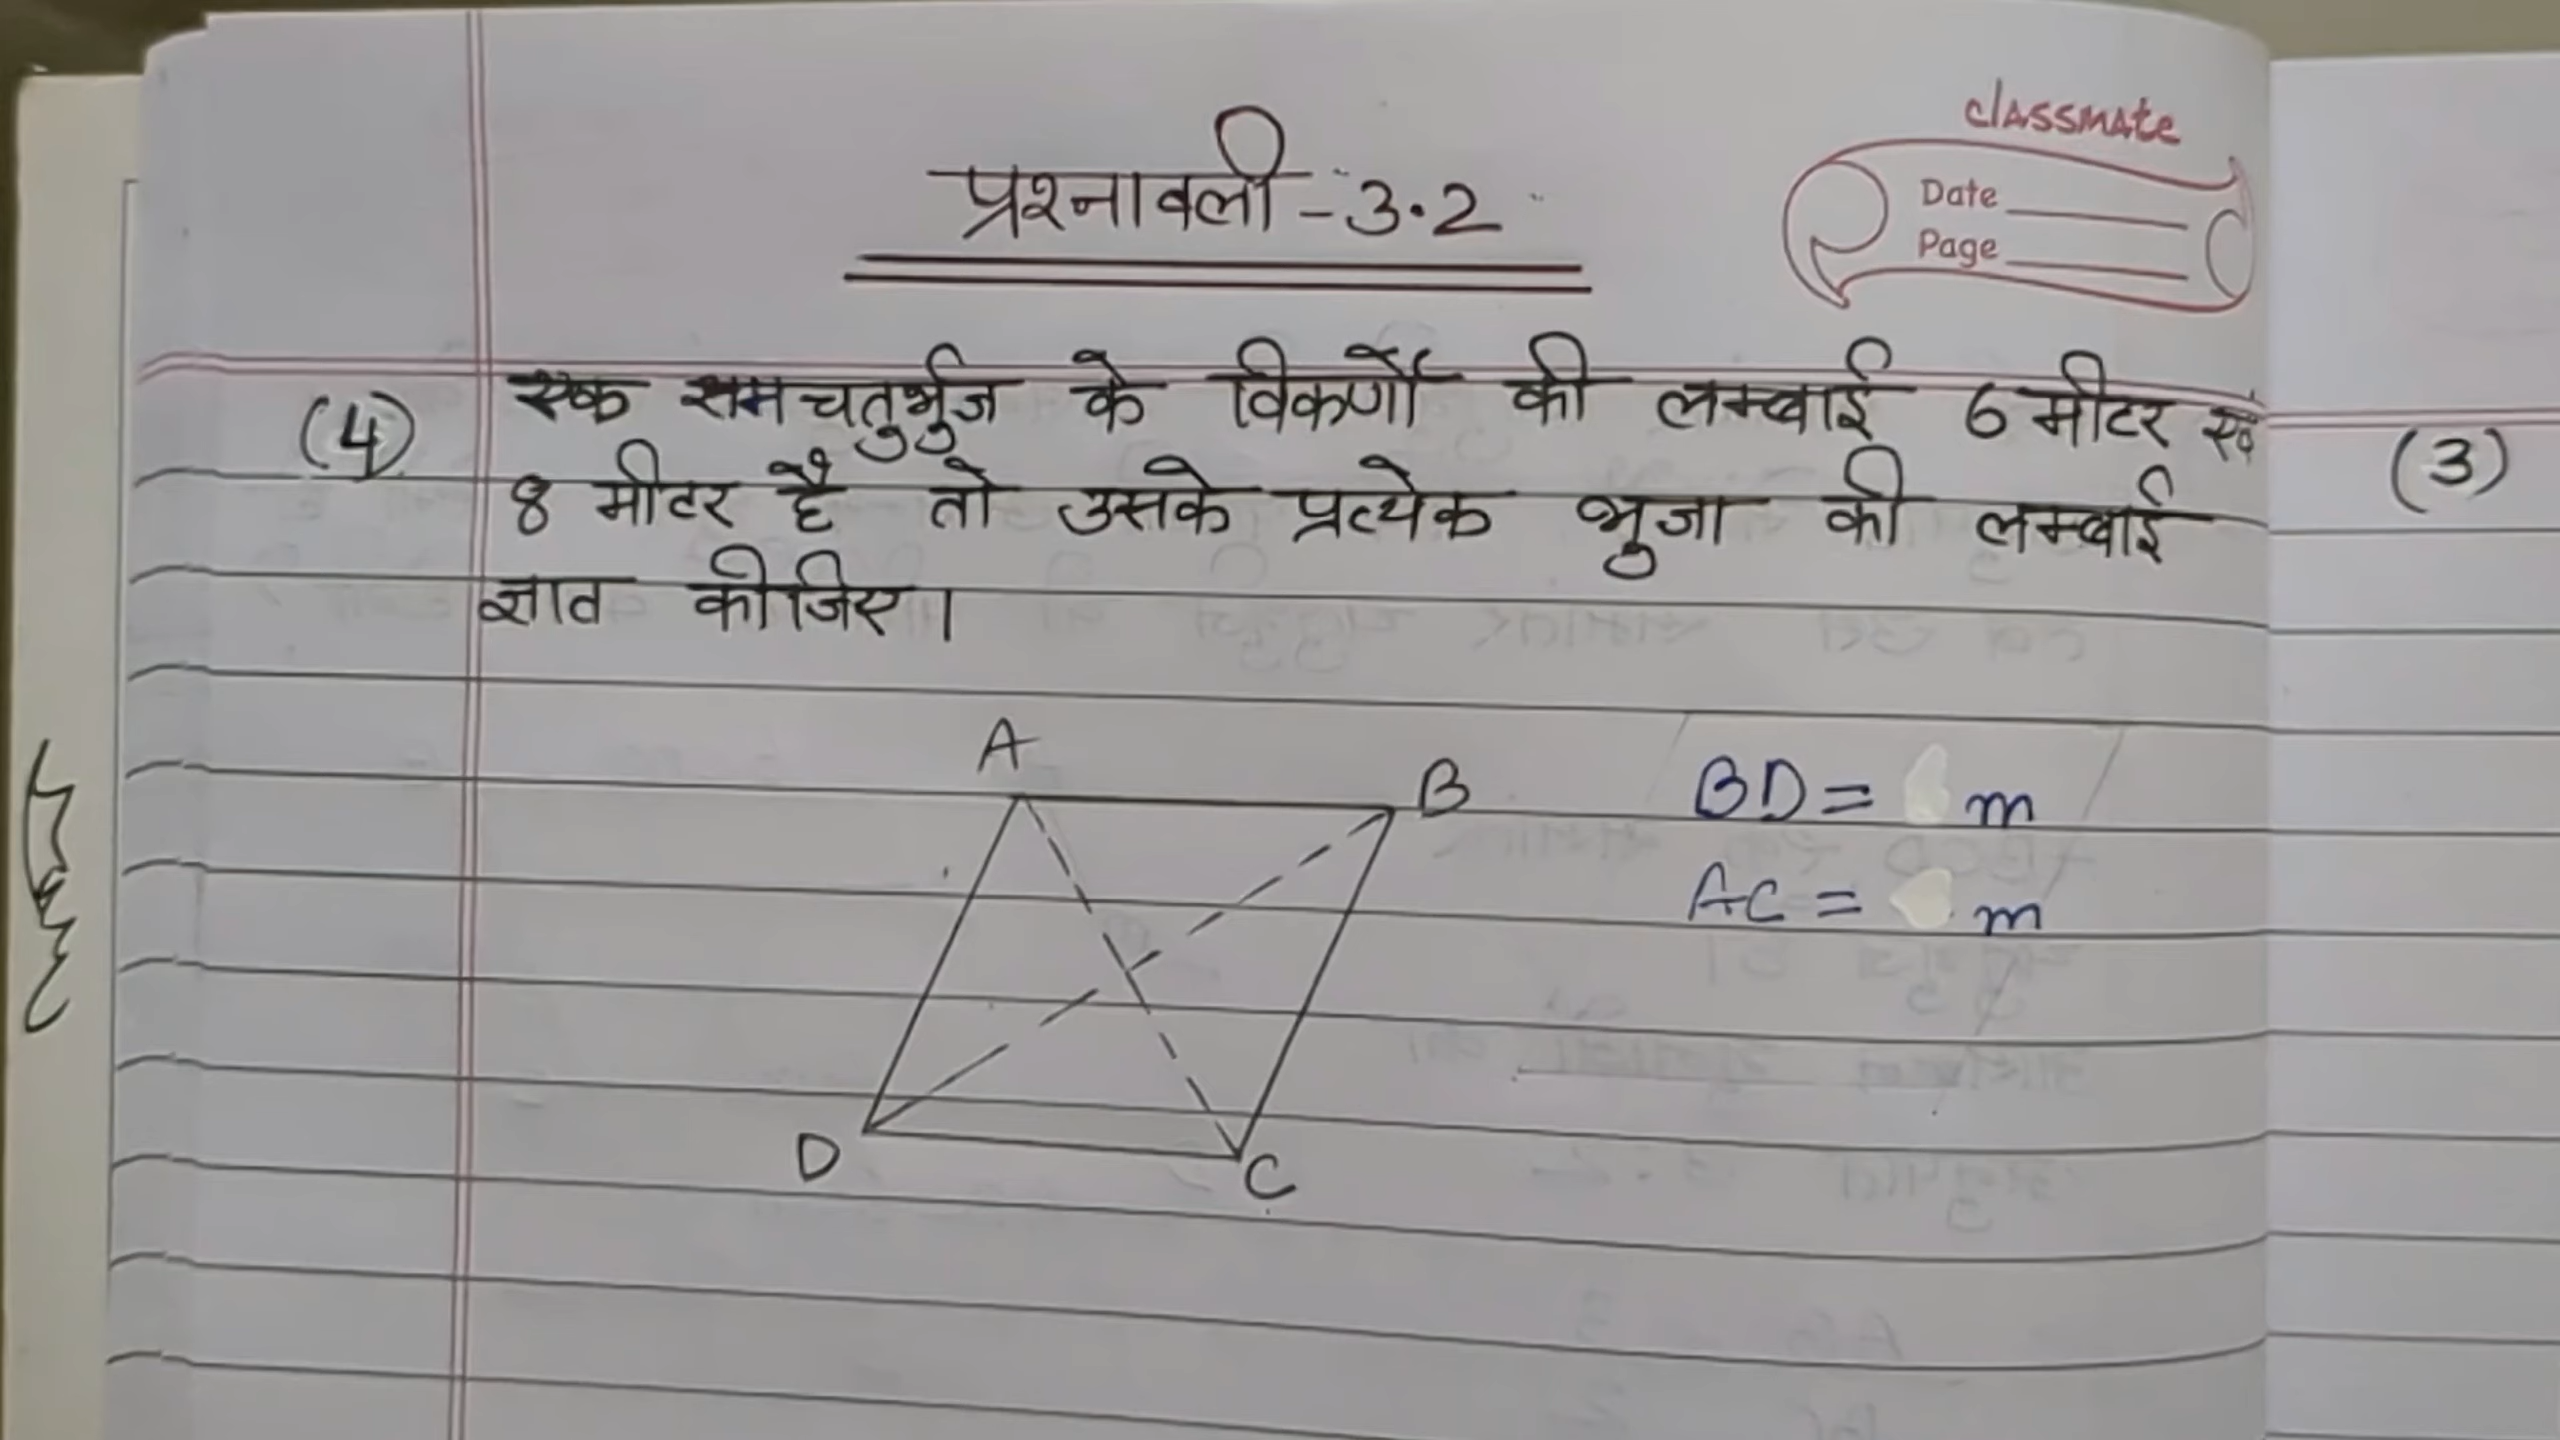 classmate
Date
Page
प्रश्नावली - 3.2
(4) एक समचतुर्भुज के विकर्णों की लम्बाई 6 मीटर एवं
8 मीटर है तो उसके प्रत्येक भुजा की लम्बाई
ज्ञात कीजिए।
(3)
A
B
BD = m
AC = m
D
C